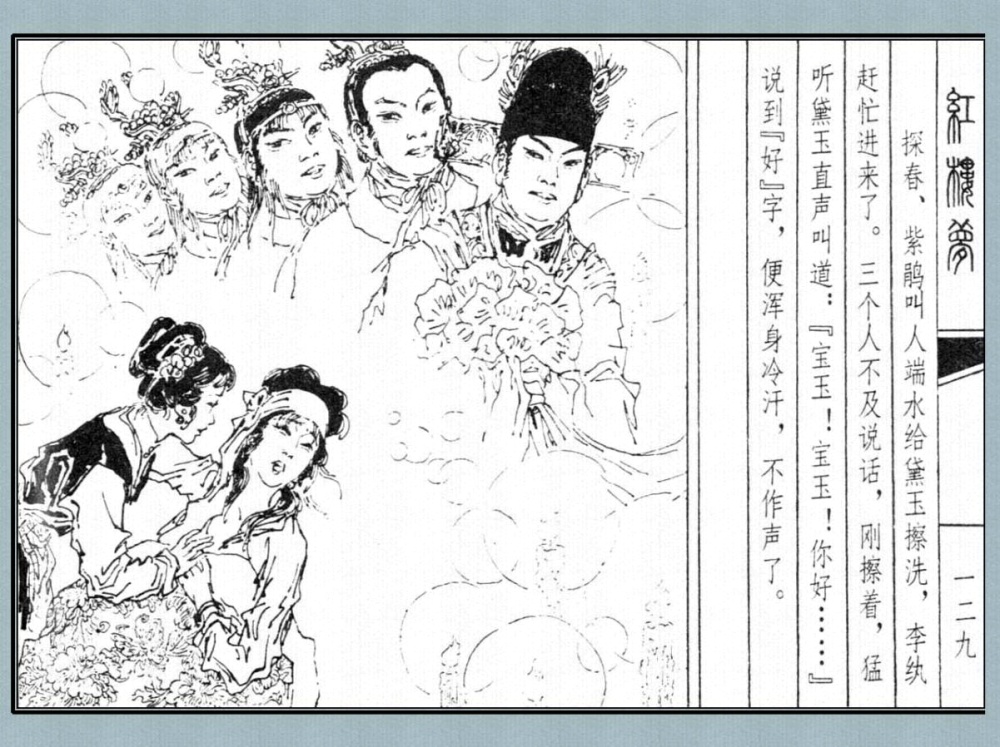 紅樓夢
一二九
探春、紫鹃叫人端水给黛玉擦洗，李纨
赶忙进来了。三个人不及说话，刚擦着，猛
听黛玉直声叫道：『宝玉！宝玉！你好……』
说到『好』字，便浑身冷汗，不作声了。